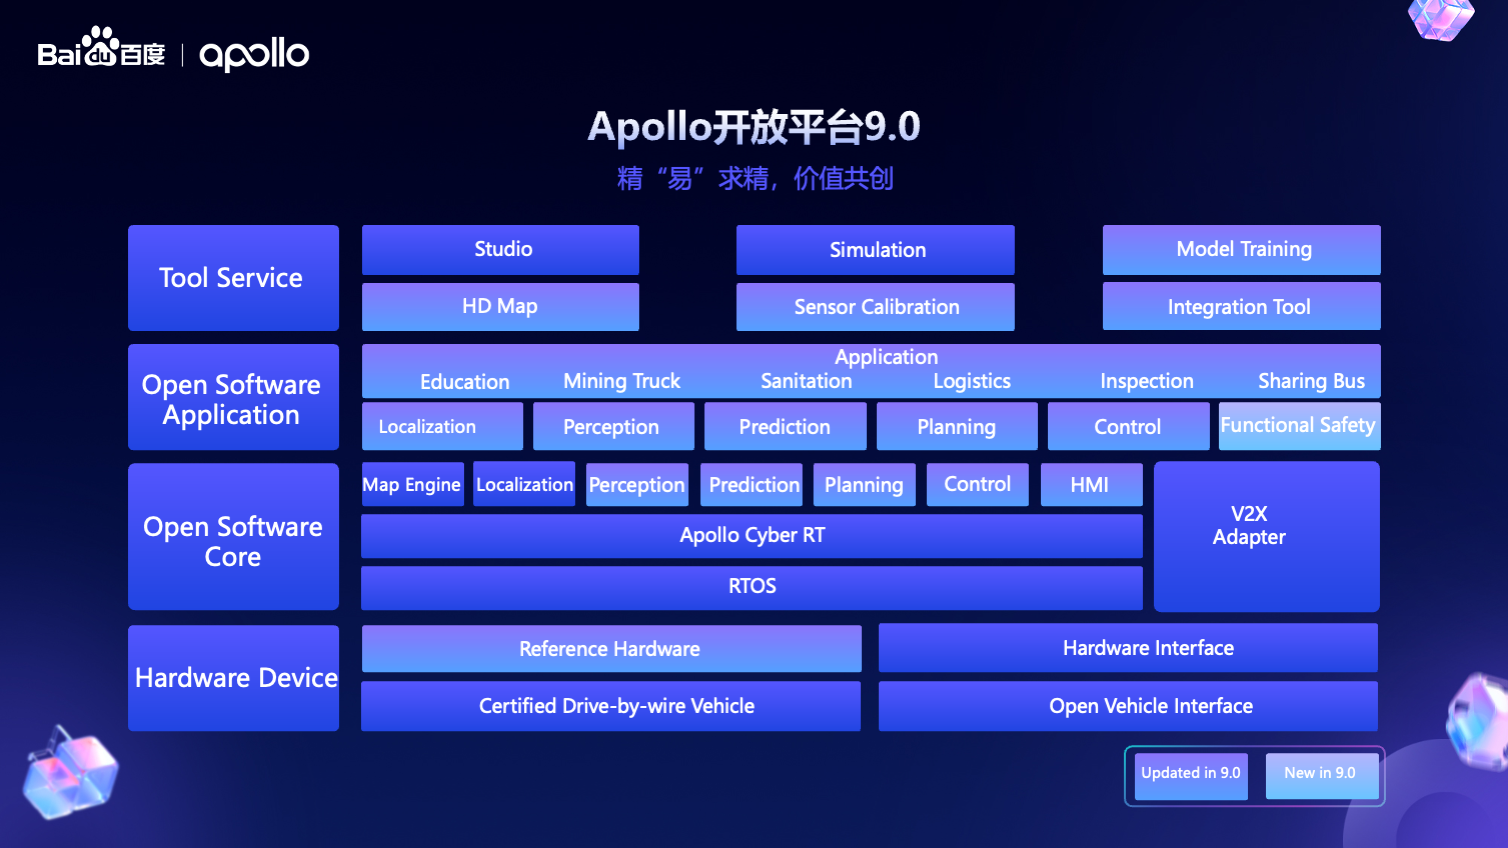 Bai du 百度 | apollo
Apollo开放平台9.0
精“易”求精，价值共创
Tool Service
Studio
Simulation
Model Training
HD Map
Sensor Calibration
Integration Tool
Open Software
Application
Application
Education
Mining Truck
Sanitation
Logistics
Inspection
Sharing Bus
Localization
Perception
Prediction
Planning
Control
Functional Safety
Open Software
Core
Map Engine
Localization
Perception
Prediction
Planning
Control
HMI
V2X
Adapter
Apollo Cyber RT
RTOS
Hardware Device
Reference Hardware
Hardware Interface
Certified Drive-by-wire Vehicle
Open Vehicle Interface
Updated in 9.0
New in 9.0